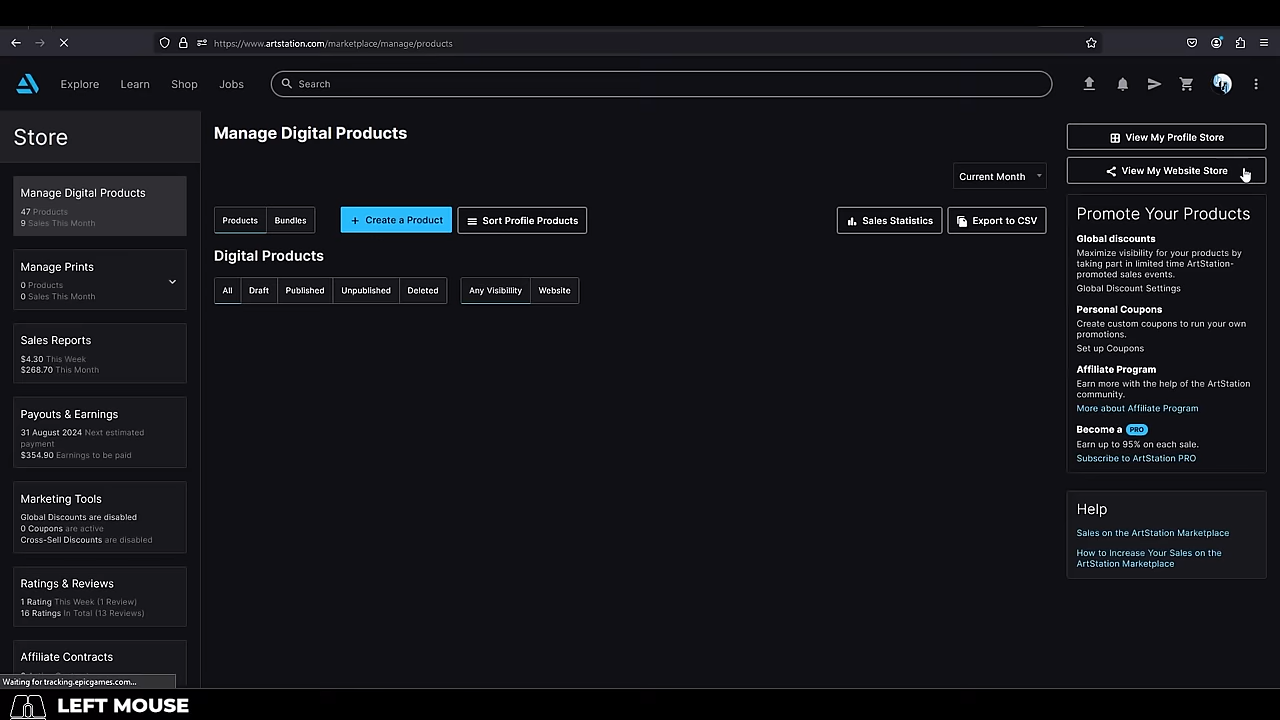 https://www.artstation.com/marketplace/manage/products
Explore
Learn
Shop
Jobs
Search
Store
Manage Digital Products
47 Products
9 Sales This Month
Manage Prints
0 Products
0 Sales This Month
Sales Reports
$4.30 This Week
$268.70 This Month
Payouts & Earnings
31 August 2024 Next estimated
payment
$354.90 Earnings to be paid
Marketing Tools
Global Discounts are disabled
0 Coupons are active
Cross-Sell Discounts are disabled
Ratings & Reviews
1 Rating This Week (1 Review)
16 Ratings In Total (13 Reviews)
Affiliate Contracts
Waiting for tracking.epicgames.com...
Manage Digital Products
Current Month
Products
Bundles
+ Create a Product
Sort Profile Products
Sales Statistics
Export to CSV
Digital Products
All
Draft
Published
Unpublished
Deleted
Any Visibility
Website
View My Profile Store
View My Website Store
Promote Your Products
Global discounts
Maximize visibility for your products by
taking part in limited time ArtStation-
promoted sales events.
Global Discount Settings
Personal Coupons
Create custom coupons to run your own
promotions.
Set up Coupons
Affiliate Program
Earn more with the help of the ArtStation
community.
More about Affiliate Program
Become a PRO
Earn up to 95% on each sale.
Subscribe to ArtStation PRO
Help
Sales on the ArtStation Marketplace
How to Increase Your Sales on the
ArtStation Marketplace
LEFT MOUSE